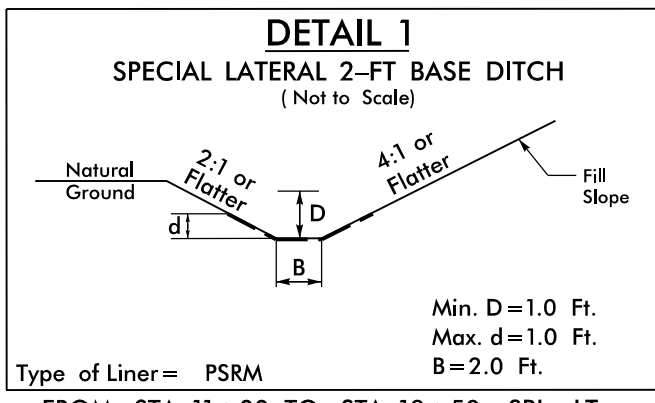 DETAIL 1
SPECIAL LATERAL 2-FT BASE DITCH
( Not to Scale)
Natural
Ground
2:1 or
Flatter
4:1 or
Flatter
Fill
Slope
D
d
B
Min. D=1.0 Ft.
Max. d=1.0 Ft.
B=2.0 Ft.
Type of Liner= PSRM